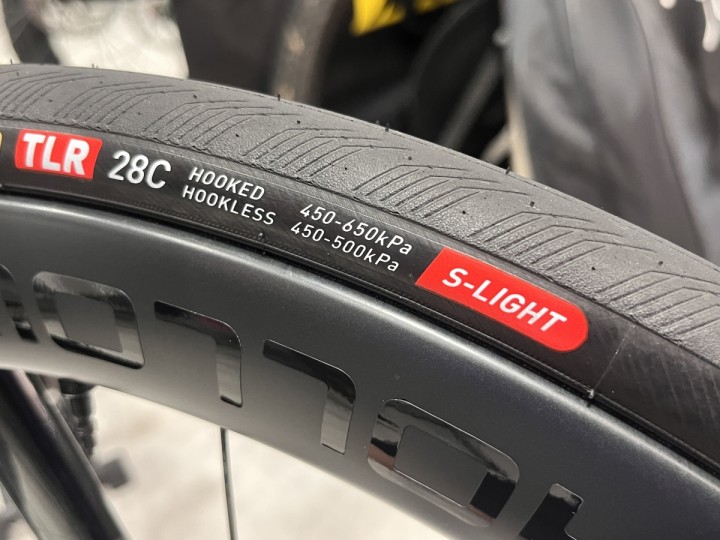 TLR 28C HOOKED 450-650kPa
HOOKLESS 450-500kPa
S-LIGHT